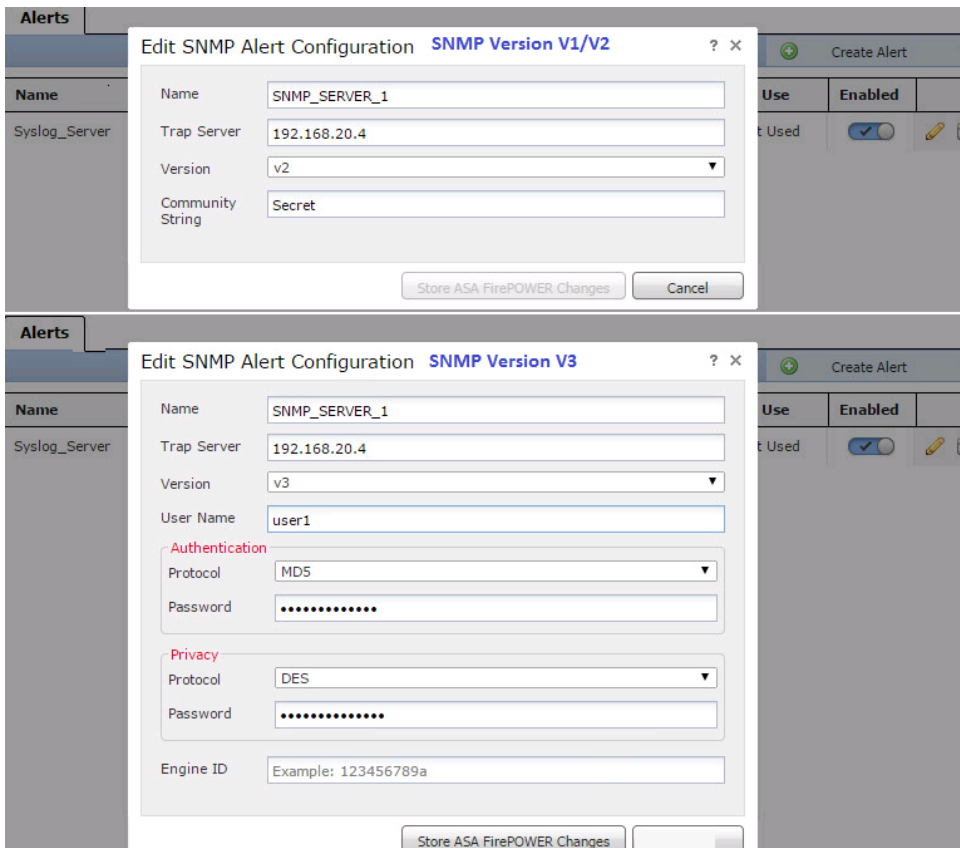 Alerts
Edit SNMP Alert Configuration SNMP Version V1/V2 ? ×
Create Alert
Name
Name SNMP_SERVER_1
Use Enabled
Syslog_Server
Trap Server 192.168.20.4
t Used
Version v2
Community String Secret
Store ASA FirePOWER Changes Cancel
Alerts
Edit SNMP Alert Configuration SNMP Version V3 ? ×
Create Alert
Name
Name SNMP_SERVER_1
Use Enabled
Syslog_Server
Trap Server 192.168.20.4
t Used
Version v3
User Name user1
Authentication
Protocol MD5
Password •••••••••••••
Privacy
Protocol DES
Password ••••••••••••••
Engine ID Example: 123456789a
Store ASA FirePOWER Changes